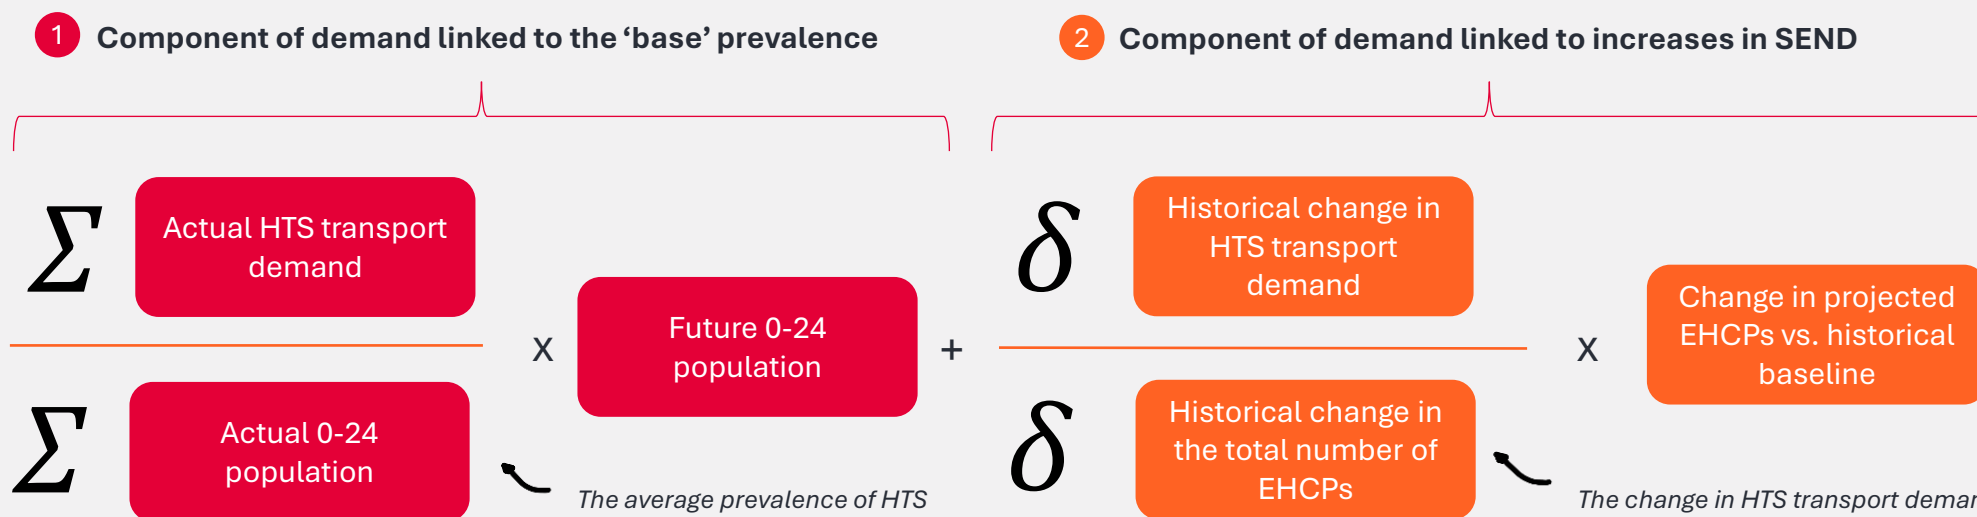 1 Component of demand linked to the ‘base’ prevalence
2 Component of demand linked to increases in SEND
Σ
Actual HTS transport
demand
Σ
Actual 0-24
population
x
Future 0-24
population
The average prevalence of HTS
+
δ
Historical change in
HTS transport
demand
δ
Historical change in
the total number of
EHCPs
x
Change in projected
EHCPs vs. historical
baseline
The change in HTS transport